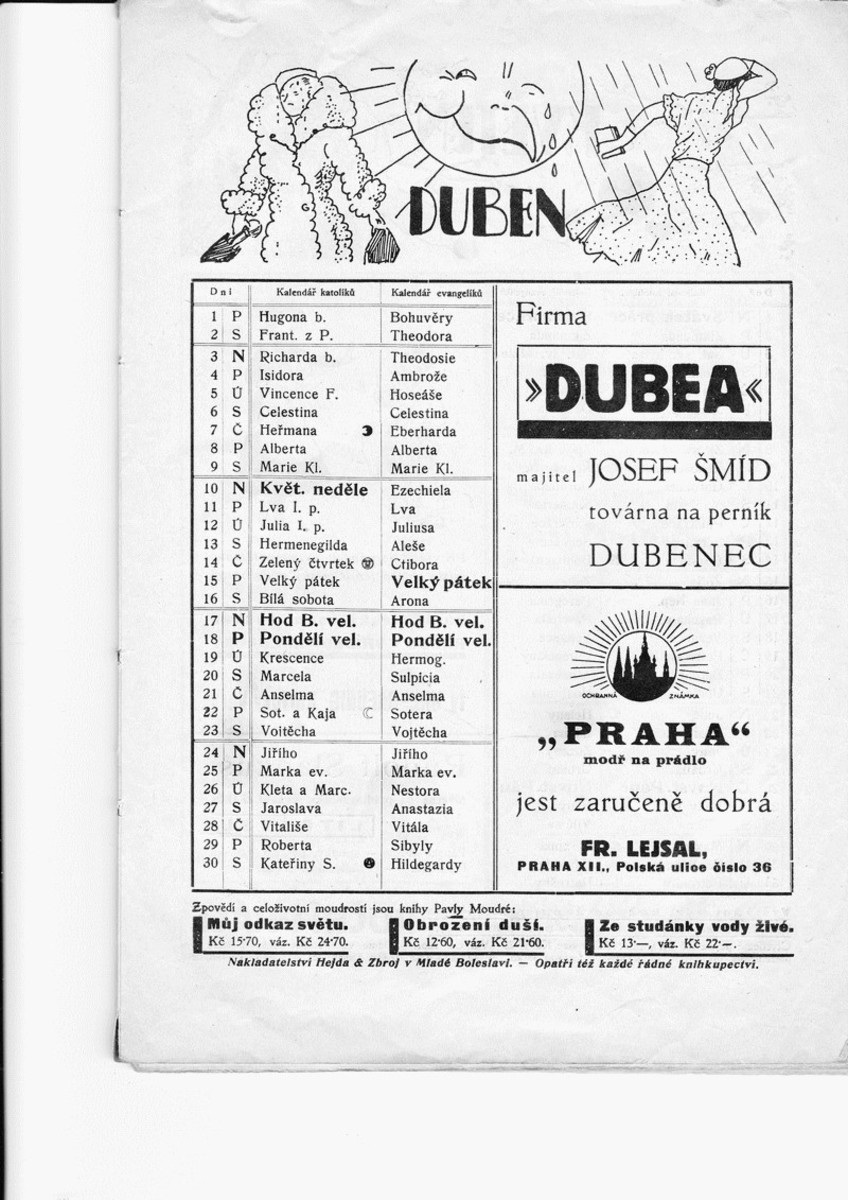 DUBEN
Dni Kalendář katolíků Kalendář evangelíků
1 P Hugona b. Bohuvěry
2 S Frant. z P. Theodora
3 N Richarda b. Theodosie
4 P Isidora Ambrože
5 Ú Vincence F. Hoseáše
6 S Celestina Celestina
7 Č Heřmana Eberharda
8 P Alberta Alberta
9 S Marie Kl. Marie Kl.
10 N Květ. neděle Ezechiela
11 P Lva I. p. Lva
12 Ú Julia I. p. Juliusa
13 S Hermenegilda Aleše
14 Č Zelený čtvrtek Ctibora
15 P Velký pátek Velký pátek
16 S Bílá sobota Arona
17 N Hod B. vel. Hod B. vel.
18 P Pondělí vel. Pondělí vel.
19 Ú Krescence Hermog.
20 S Marcela Sulpicia
21 Č Anselma Anselma
22 P Sot. a Kaja Sotera
23 S Voitěcha Vojtěcha
24 N Jiřího Jiřího
25 P Marka ev. Marka ev.
26 Ú Kleta a Marc. Nestora
27 S Jaroslava Anastazia
28 Č Vitališe Vitála
29 P Roberta Sibyly
30 S Kateřiny S. Hildegardy
Firma
»DUBEA«
majitel JOSEF ŠMÍD
továrna na perník
DUBENEC
OCHRANNÁ ZNÁMKA
„PRAHA“
modř na prádlo
jest zaručeně dobrá
FR. LEJSAL,
PRAHA XII., Polská ulice číslo 36
Zpovědí a celoživotní moudrostí jsou knihy Pavly Moudré:
Můj odkaz světu. Obrození duší. Ze studánky vody živé.
Kč 15·70, váz. Kč 24·70. Kč 12·60, váz. Kč 21·60. Kč 13·—, váz. Kč 22·—.
Nakladatelství Hejda & Zbroj v Mladé Boleslavi. — Opatří též každé řádné knihkupectví.